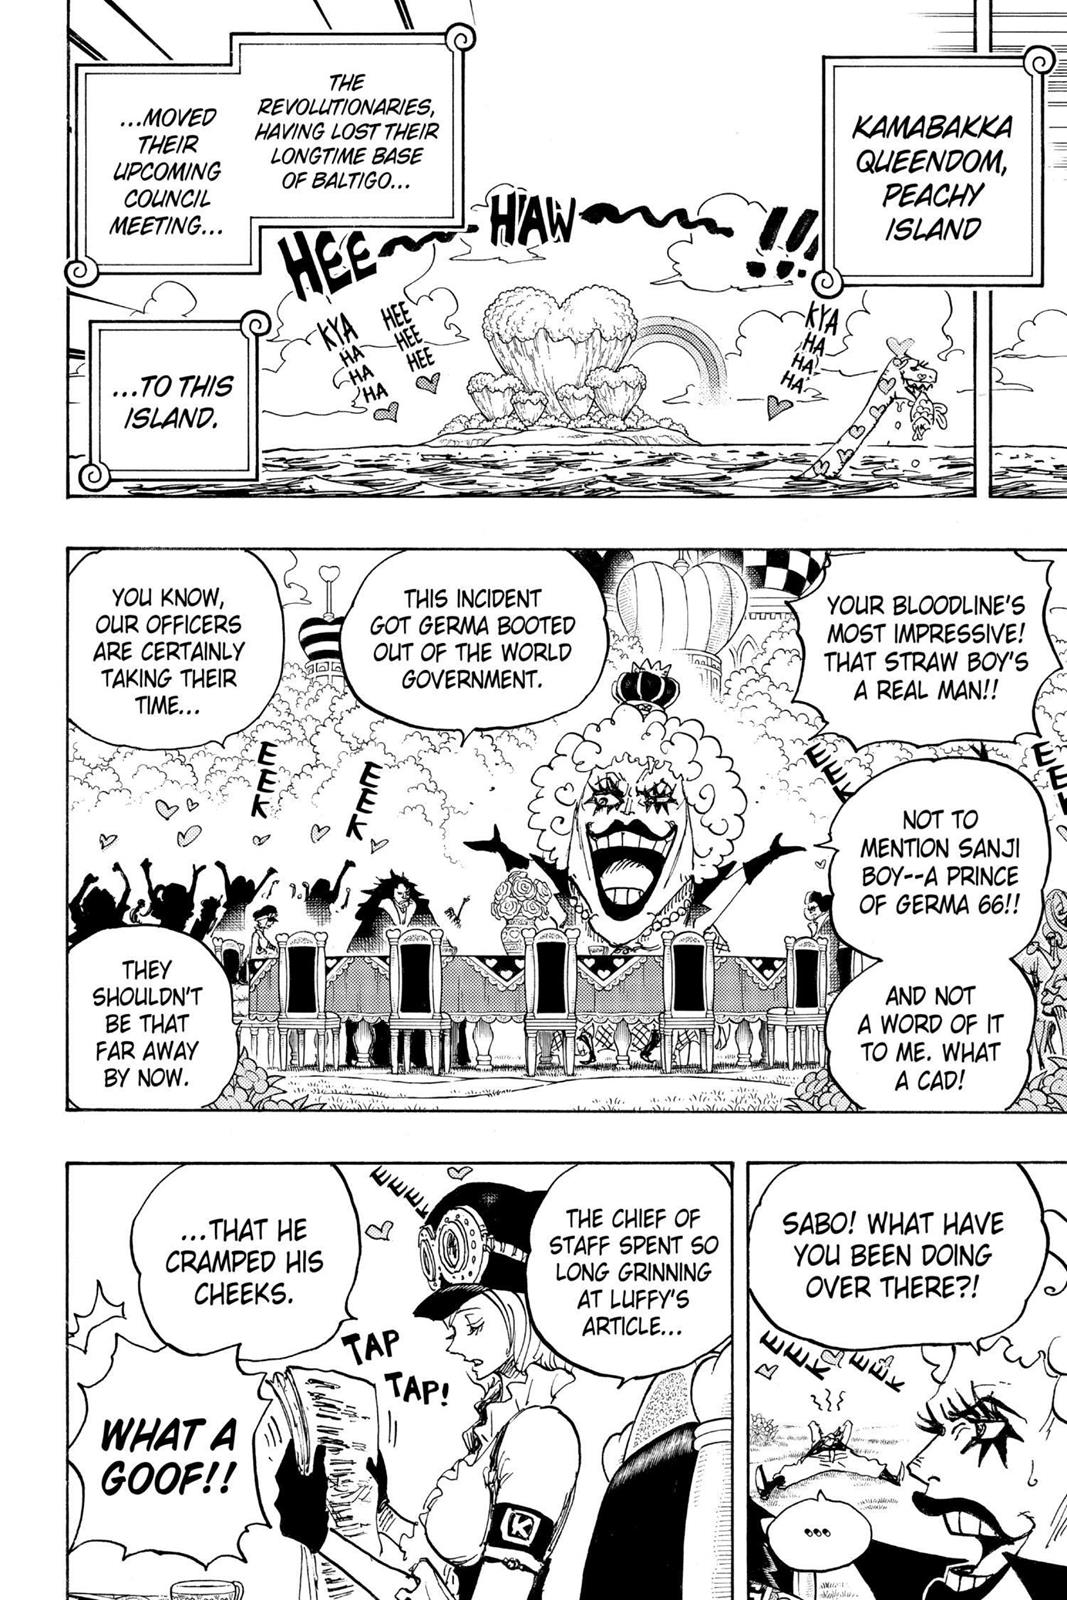 KAMABAKKA
QUEENDOM,
PEACHY
ISLAND
THE
REVOLUTIONARIES,
HAVING LOST THEIR
LONGTIME BASE
OF BALTIGO...
...MOVED
THEIR
UPCOMING
COUNCIL
MEETING...
...TO THIS
ISLAND.
HEE HAW !!
KYA
HA
HA
HA
HEE
HEE
HEE
KYA
HA
HA
HA
YOUR BLOODLINE'S
MOST IMPRESSIVE!
THAT STRAW BOY'S
A REAL MAN!!
NOT TO
MENTION SANJI
BOY--A PRINCE
OF GERMA 66!!
AND NOT
A WORD OF IT
TO ME. WHAT
A CAD!
THIS INCIDENT
GOT GERMA BOOTED
OUT OF THE WORLD
GOVERNMENT.
YOU KNOW,
OUR OFFICERS
ARE CERTAINLY
TAKING THEIR
TIME...
THEY
SHOULDN'T
BE THAT
FAR AWAY
BY NOW.
EEK
EEK
EEK
EEK
SABO! WHAT HAVE
YOU BEEN DOING
OVER THERE?!
EEEK
EEK
...
THE CHIEF OF
STAFF SPENT SO
LONG GRINNING
AT LUFFY'S
ARTICLE...
EEEK
...THAT HE
CRAMPED HIS
CHEEKS.
TAP
TAP!
WHAT A
GOOF!!
K